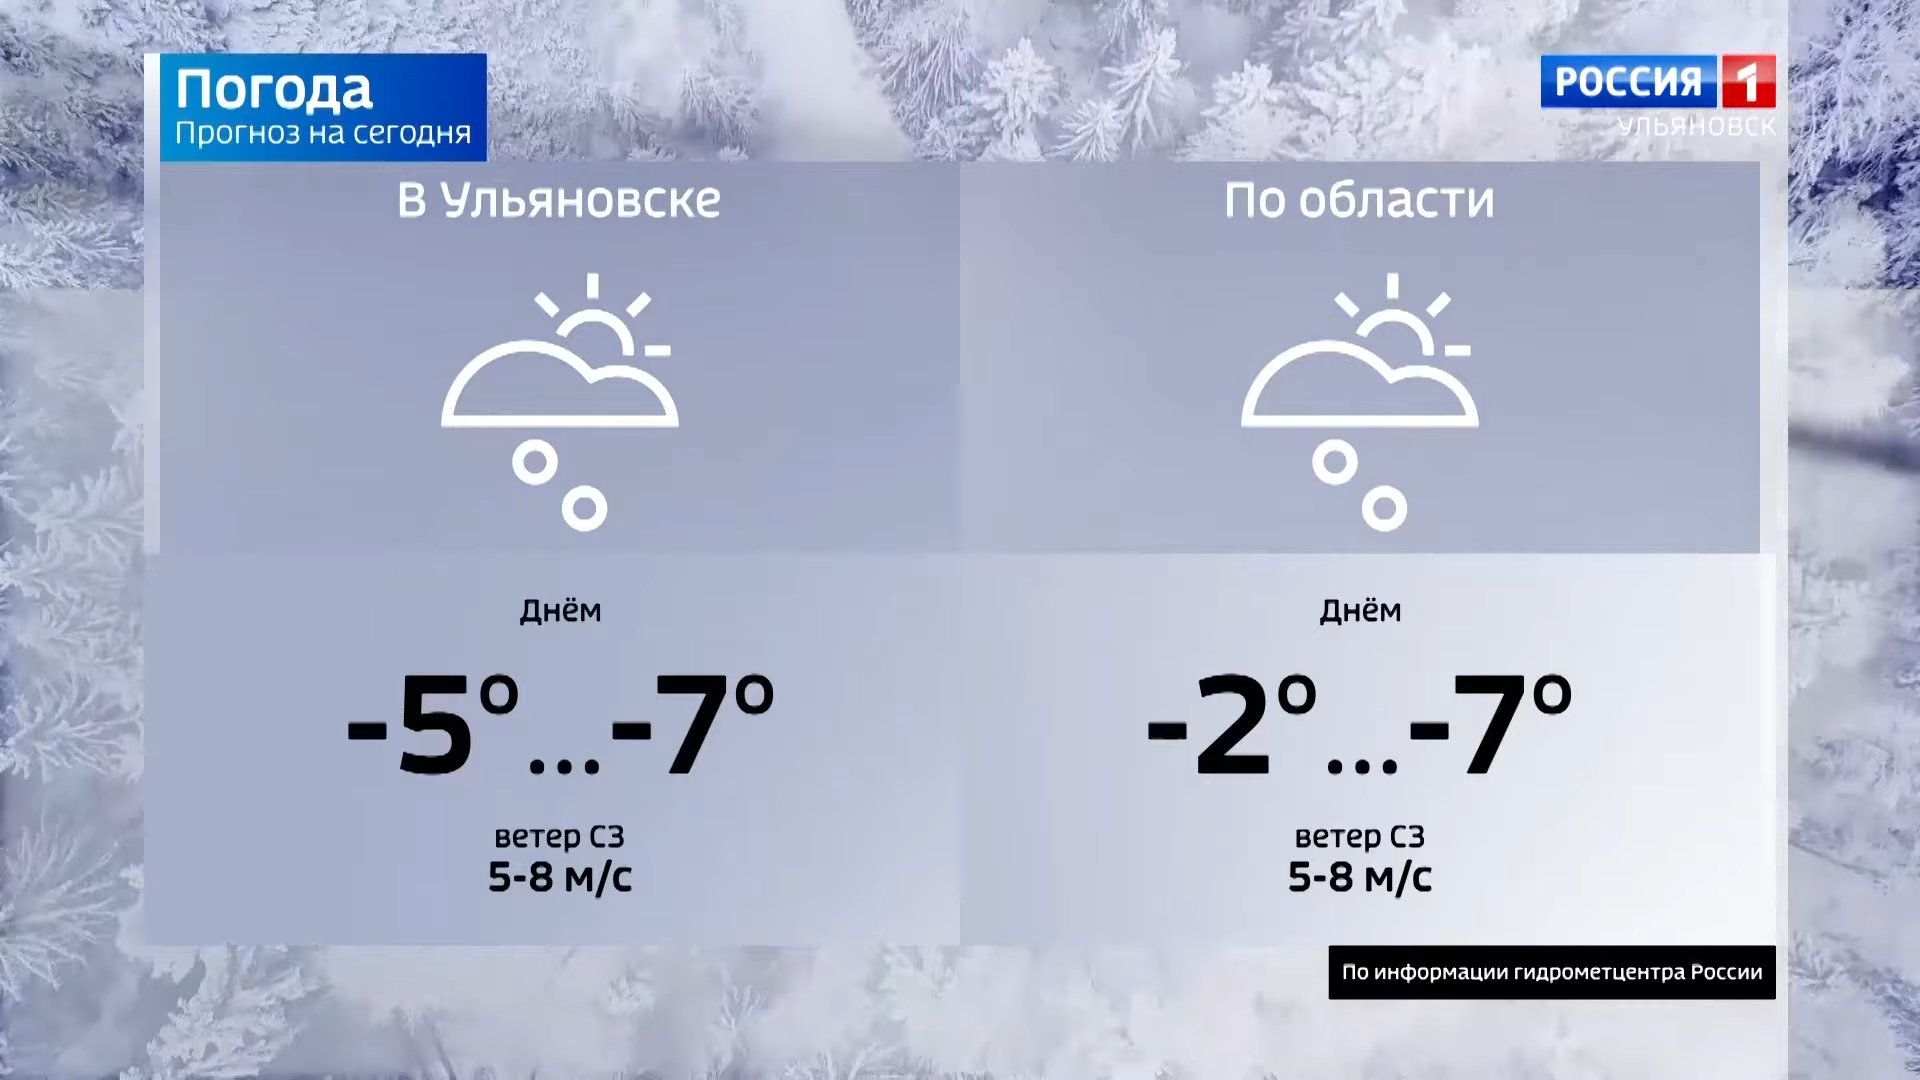 Погода
Прогноз на сегодня
РОССИЯ 1
УЛЬЯНОВСК
В Ульяновске
По области
Днём
-5°...-7°
ветер СЗ
5-8 м/с
Днём
-2°...-7°
ветер СЗ
5-8 м/с
По информации гидрометцентра России